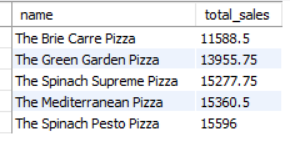 name total_sales
The Brie Carre Pizza 11588.5
The Green Garden Pizza 13955.75
The Spinach Supreme Pizza 15277.75
The Mediterranean Pizza 15360.5
The Spinach Pesto Pizza 15596